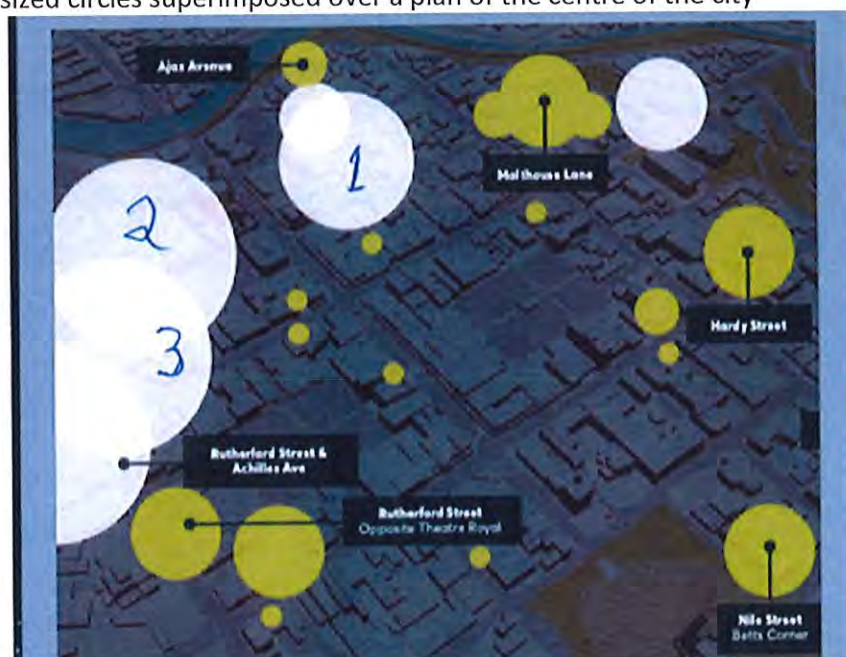 sized circles superimposed over a plan of the centre of the city
Ajax Avenue
Malthouse Lane
1
2
Hardy Street
3
Rutherford Street &
Achilles Ave
Rutherford Street
Opposite Theatre Royal
Nile Street
Betts Corner